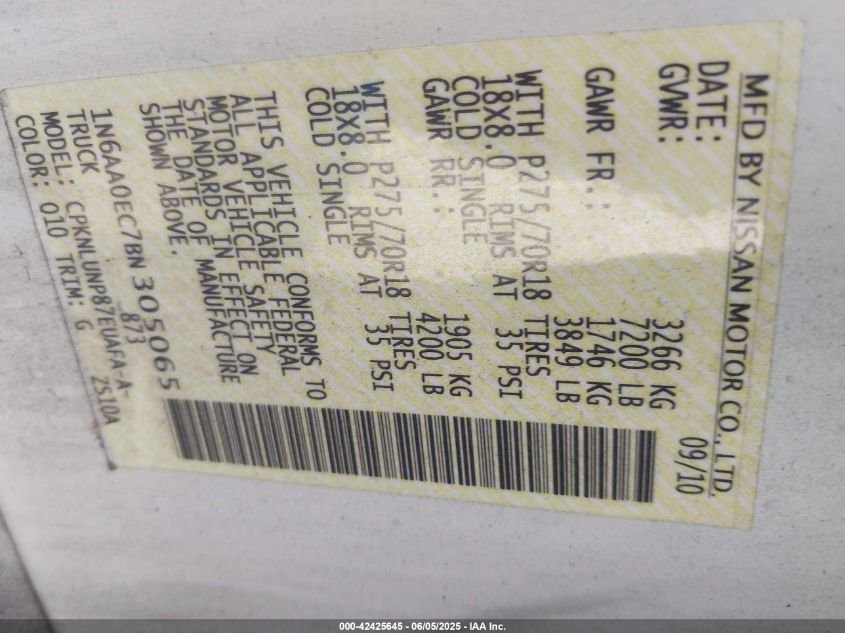 MFD BY NISSAN MOTOR CO., LTD.
DATE: 09/10
GVWR: 3266 KG
7200 LB
GAWR FR.: 1746 KG
3849 LB
WITH P275/70R18 TIRES
18X8.0 RIMS AT 35 PSI
COLD SINGLE
GAWR RR.: 1905 KG
4200 LB
WITH P275/70R18 TIRES
18X8.0 RIMS AT 35 PSI
COLD SINGLE
THIS VEHICLE CONFORMS TO
ALL APPLICABLE FEDERAL
MOTOR VEHICLE SAFETY
STANDARDS IN EFFECT ON
THE DATE OF MANUFACTURE
SHOWN ABOVE.
1N6AA0EC7BN305065
TRUCK 873
MODEL: CPKNLUNP87EUAFA-A-
COLOR: 010 TRIM: G ZS10A
000-42425645 - 06/05/2025 - IAA Inc.